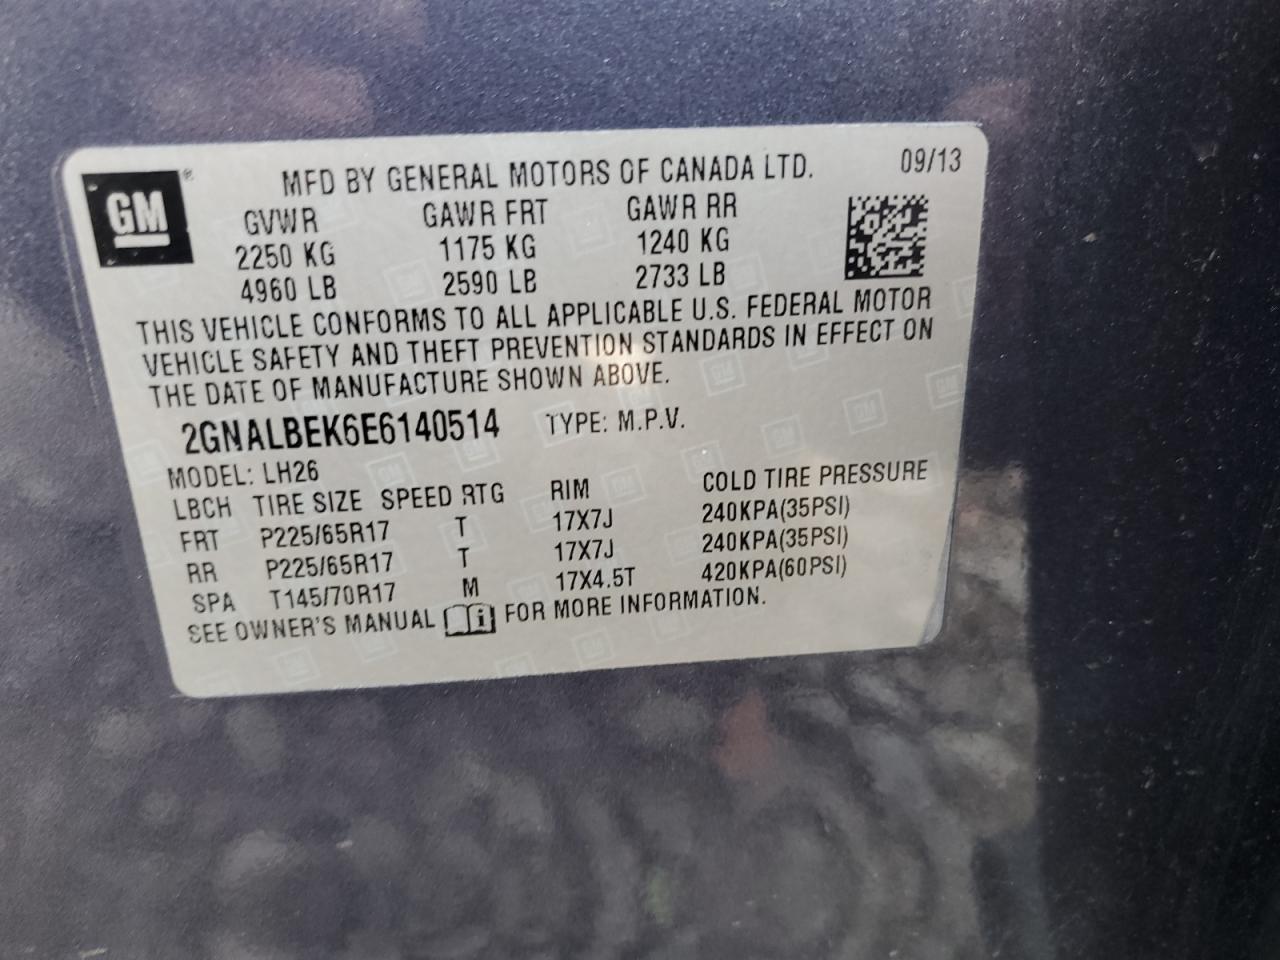 GM
MFD BY GENERAL MOTORS OF CANADA LTD. 09/13
GVWR GAWR FRT GAWR RR
2250 KG 1175 KG 1240 KG
4960 LB 2590 LB 2733 LB
THIS VEHICLE CONFORMS TO ALL APPLICABLE U.S. FEDERAL MOTOR
VEHICLE SAFETY AND THEFT PREVENTION STANDARDS IN EFFECT ON
THE DATE OF MANUFACTURE SHOWN ABOVE.
2GNALBEK6E6140514 TYPE: M.P.V.
MODEL: LH26
LBCH TIRE SIZE SPEED RTG RIM COLD TIRE PRESSURE
FRT P225/65R17 T 17X7J 240KPA(35PSI)
RR P225/65R17 T 17X7J 240KPA(35PSI)
SPA T145/70R17 M 17X4.5T 420KPA(60PSI)
SEE OWNER'S MANUAL FOR MORE INFORMATION.